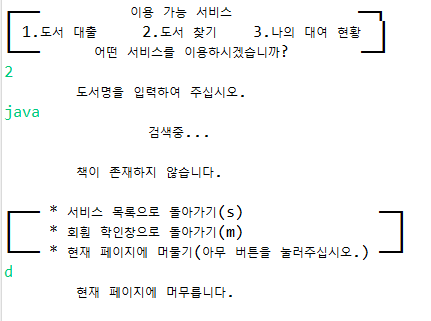 이용 가능 서비스
1.도서 대출 2.도서 찾기 3.나의 대여 현황
어떤 서비스를 이용하시겠습니까?
2
도서명을 입력하여 주십시오.
java
검색중...
책이 존재하지 않습니다.
* 서비스 목록으로 돌아가기(s)
* 회횜 학인창으로 돌아가기(m)
* 현재 페이지에 머물기(아무 버튼을 눌러주십시오.)
d
현재 페이지에 머무릅니다.